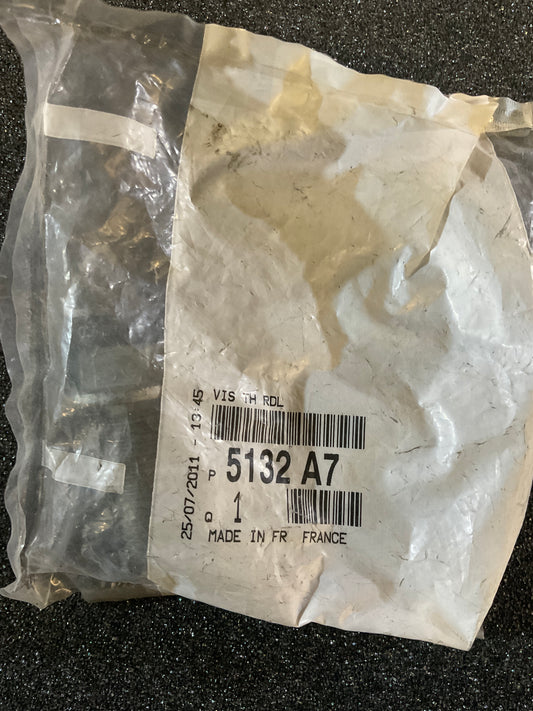 VIS TH RDL
P 5132 A7
Q 1
MADE IN FR FRANCE
25/07/2011 - 13:45